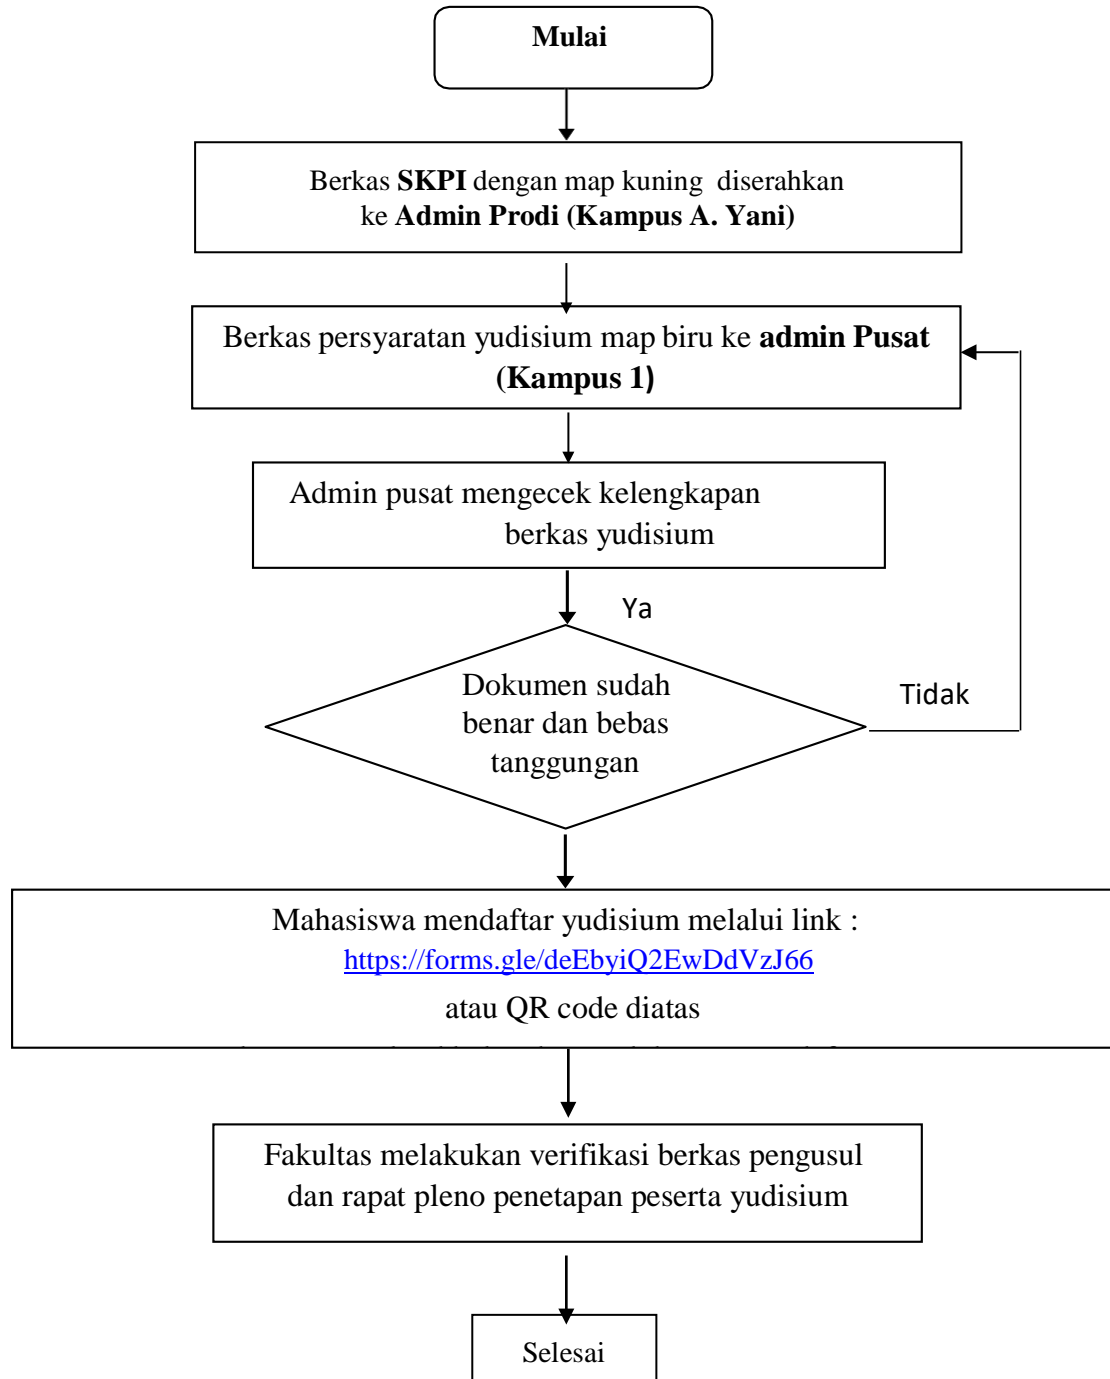 Mulai
Berkas SKPI dengan map kuning diserahkan
ke Admin Prodi (Kampus A. Yani)
Berkas persyaratan yudisium map biru ke admin Pusat
(Kampus 1)
Admin pusat mengecek kelengkapan
berkas yudisium
Ya
Dokumen sudah
benar dan bebas
tanggungan
Tidak
Mahasiswa mendaftar yudisium melalui link :
https://forms.gle/deEbyiQ2EwDdVzJ66
atau QR code diatas
Fakultas melakukan verifikasi berkas pengusul
dan rapat pleno penetapan peserta yudisium
Selesai